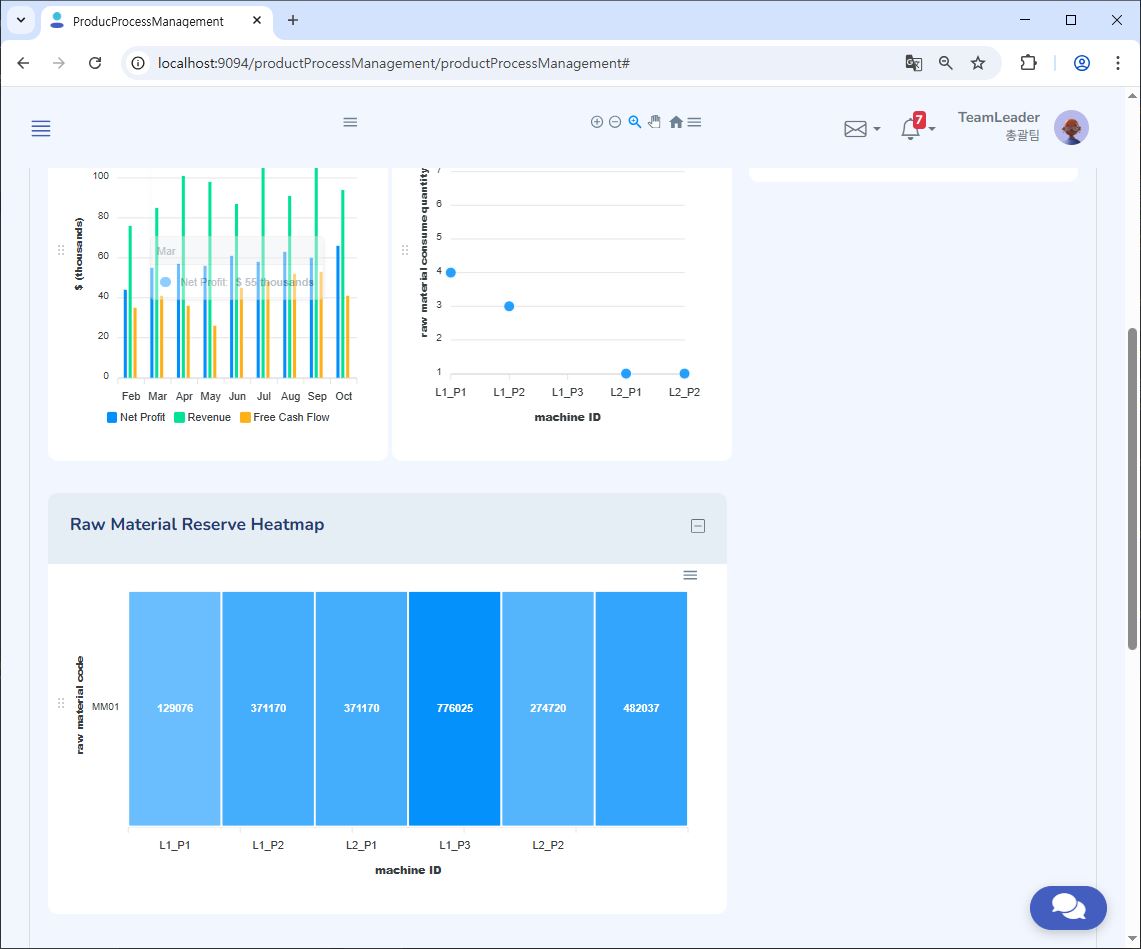 ProducProcessManagement
localhost:9094/productProcessManagement/productProcessManagement#
7
TeamLeader
총괄팀
$ (thousands)
100
80
60
40
20
0
Mar
Net Profit: $ 55 thousands
Feb Mar Apr May Jun Jul Aug Sep Oct
Net Profit Revenue Free Cash Flow
raw material consume quantity
7
6
5
4
3
2
1
L1_P1 L1_P2 L1_P3 L2_P1 L2_P2
machine ID
Raw Material Reserve Heatmap
raw material code
MM01
129076 371170 371170 776025 274720 482037
L1_P1 L1_P2 L2_P1 L1_P3 L2_P2
machine ID